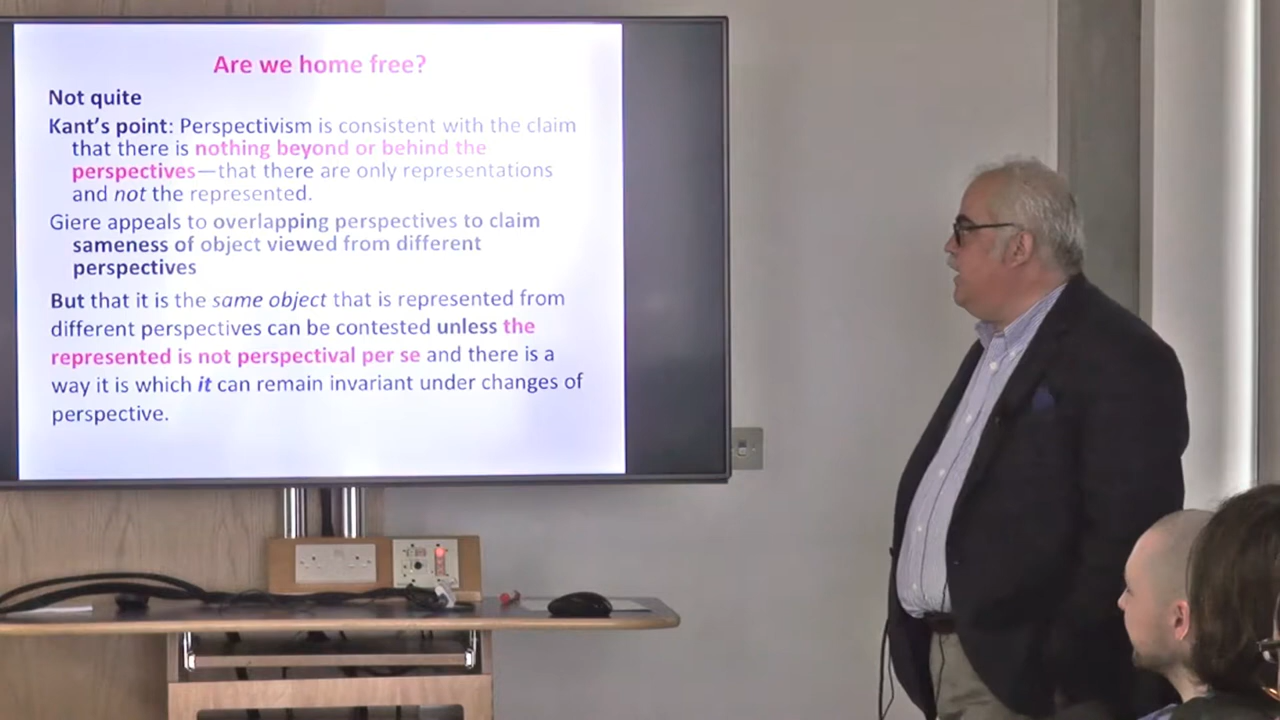 Are we home free?
Not quite
Kant's point: Perspectivism is consistent with the claim
that there is nothing beyond or behind the
perspectives—that there are only representations
and not the represented.
Giere appeals to overlapping perspectives to claim
sameness of object viewed from different
perspectives
But that it is the same object that is represented from
different perspectives can be contested unless the
represented is not perspectival per se and there is a
way it is which it can remain invariant under changes of
perspective.